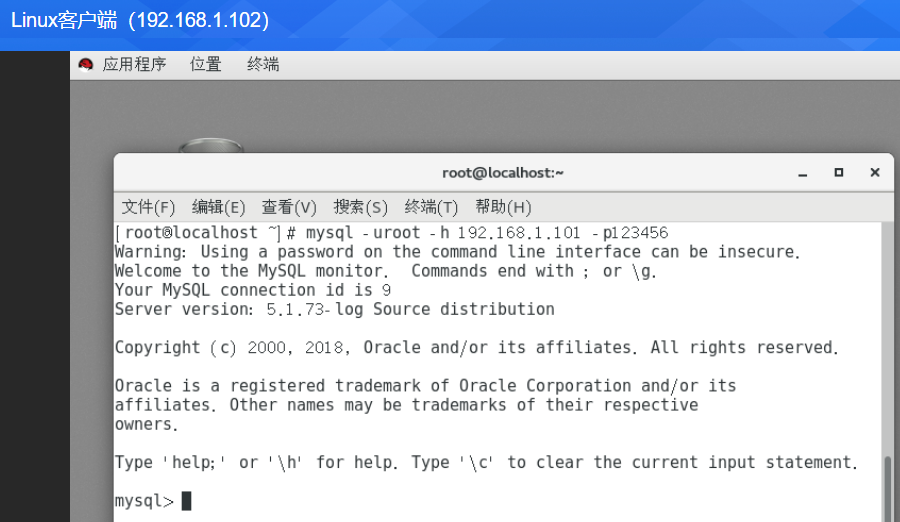 Linux客户端（192.168.1.102）
应用程序 位置 终端
root@localhost:~
文件(F) 编辑(E) 查看(V) 搜索(S) 终端(T) 帮助(H)
[root@localhost ~]# mysql -uroot -h 192.168.1.101 -p123456
Warning: Using a password on the command line interface can be insecure.
Welcome to the MySQL monitor.  Commands end with ; or \g.
Your MySQL connection id is 9
Server version: 5.1.73-log Source distribution
Copyright (c) 2000, 2018, Oracle and/or its affiliates. All rights reserved.
Oracle is a registered trademark of Oracle Corporation and/or its
affiliates. Other names may be trademarks of their respective
owners.
Type 'help;' or '\h' for help. Type '\c' to clear the current input statement.
mysql>